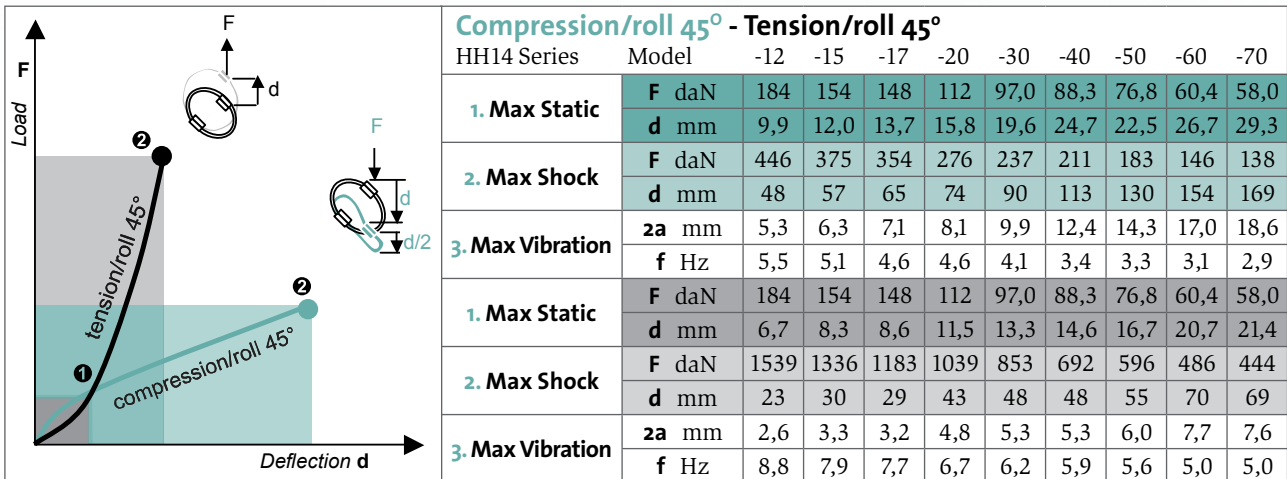 F
Load
F
d
F
d
d/2
❷
❷
❶
tension/roll 45°
compression/roll 45°
Deflection d
Compression/roll 45° - Tension/roll 45°
HH14 Series Model -12 -15 -17 -20 -30 -40 -50 -60 -70
1. Max Static F daN 184 154 148 112 97,0 88,3 76,8 60,4 58,0
d mm 9,9 12,0 13,7 15,8 19,6 24,7 22,5 26,7 29,3
2. Max Shock F daN 446 375 354 276 237 211 183 146 138
d mm 48 57 65 74 90 113 130 154 169
3. Max Vibration 2a mm 5,3 6,3 7,1 8,1 9,9 12,4 14,3 17,0 18,6
f Hz 5,5 5,1 4,6 4,6 4,1 3,4 3,3 3,1 2,9
1. Max Static F daN 184 154 148 112 97,0 88,3 76,8 60,4 58,0
d mm 6,7 8,3 8,6 11,5 13,3 14,6 16,7 20,7 21,4
2. Max Shock F daN 1539 1336 1183 1039 853 692 596 486 444
d mm 23 30 29 43 48 48 55 70 69
3. Max Vibration 2a mm 2,6 3,3 3,2 4,8 5,3 5,3 6,0 7,7 7,6
f Hz 8,8 7,9 7,7 6,7 6,2 5,9 5,6 5,0 5,0